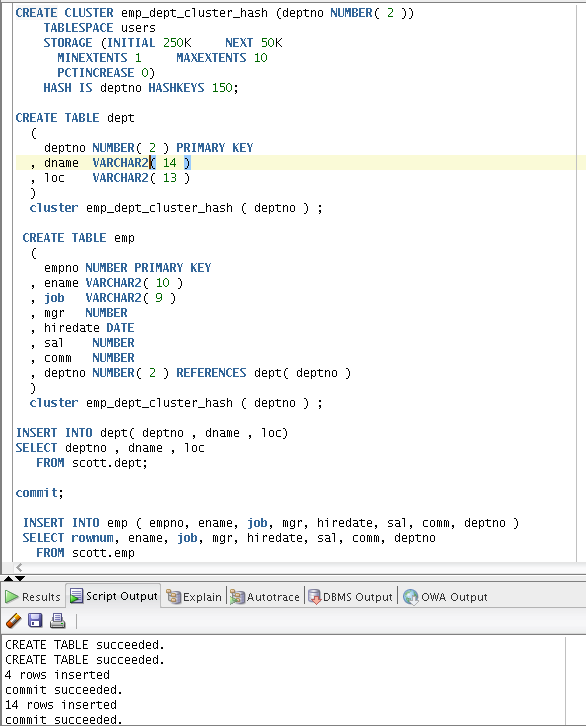 CREATE CLUSTER emp_dept_cluster_hash (deptno NUMBER( 2 ))
TABLESPACE users
STORAGE (INITIAL 250K     NEXT 50K
MINEXTENTS 1     MAXEXTENTS 10
PCTINCREASE 0)
HASH IS deptno HASHKEYS 150;
CREATE TABLE dept
(
deptno NUMBER( 2 ) PRIMARY KEY
, dname  VARCHAR2( 14 )
, loc    VARCHAR2( 13 )
)
cluster emp_dept_cluster_hash ( deptno ) ;
CREATE TABLE emp
(
empno NUMBER PRIMARY KEY
, ename VARCHAR2( 10 )
, job   VARCHAR2( 9 )
, mgr   NUMBER
, hiredate DATE
, sal    NUMBER
, comm   NUMBER
, deptno NUMBER( 2 ) REFERENCES dept( deptno )
)
cluster emp_dept_cluster_hash ( deptno ) ;
INSERT INTO dept( deptno , dname , loc)
SELECT deptno , dname , loc
FROM scott.dept;
commit;
INSERT INTO emp ( empno, ename, job, mgr, hiredate, sal, comm, deptno )
SELECT rownum, ename, job, mgr, hiredate, sal, comm, deptno
FROM scott.emp
Results Script Output Explain Autotrace DBMS Output OWA Output
CREATE TABLE succeeded.
CREATE TABLE succeeded.
4 rows inserted
commit succeeded.
14 rows inserted
commit succeeded.